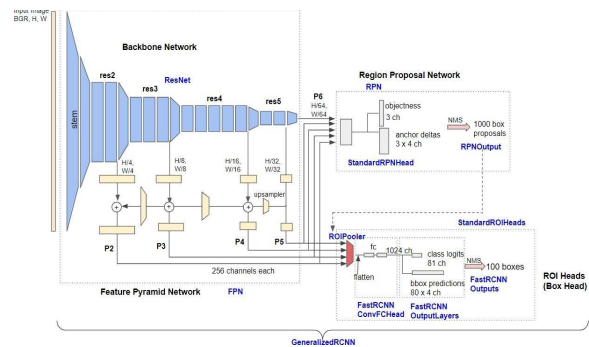 Input image
BGR, H, W
Backbone Network
ResNet
res2
res3
res4
res5
stem
P6
H/64,
W/64
Region Proposal Network
RPN
objectness
3 ch
anchor deltas
3 x 4 ch
NMS
1000 box
proposals
StandardRPNHead
RPNOutput
H/4,
W/4
H/8,
W/8
H/16,
W/16
H/32,
W/32
upsampler
P2
P3
P4
P5
256 channels each
Feature Pyramid Network
FPN
StandardROIHeads
ROIPooler
fc
1024 ch
class logits
81 ch
flatten
bbox predictions
80 x 4 ch
NMS
100 boxes
FastRCNN
Outputs
ROI Heads
(Box Head)
FastRCNN
ConvFCHead
FastRCNN
OutputLayers
GeneralizedRCNN